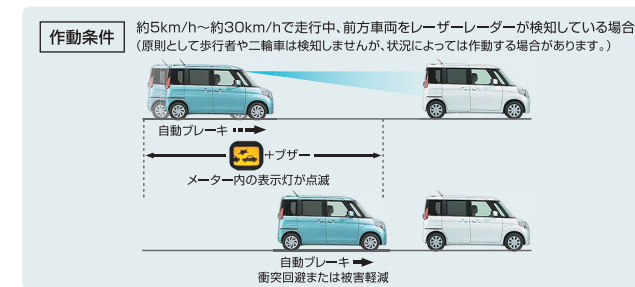 作動条件
約5km/h～約30km/hで走行中、前方車両をレーザーレーダーが検知している場合
(原則として歩行者や二輪車は検知しませんが、状況によっては作動する場合があります。)
自動ブレーキ
+ブザー
メーター内の表示灯が点滅
自動ブレーキ
衝突回避または被害軽減